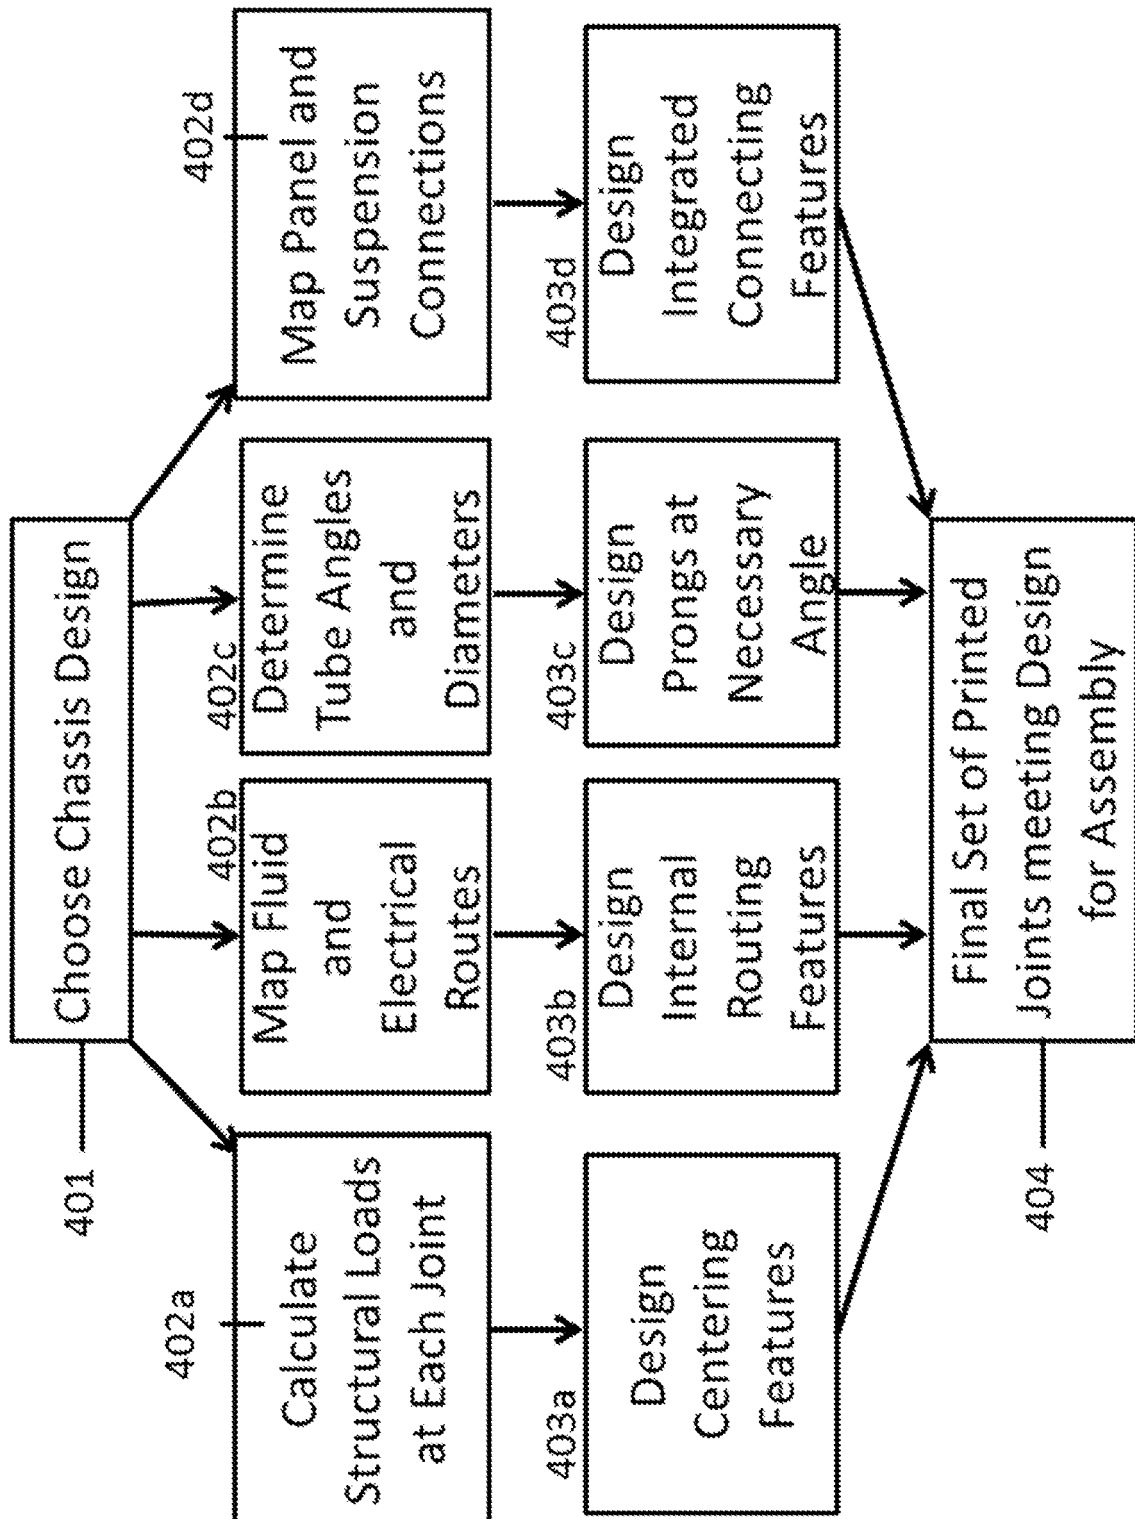 401
Choose Chassis Design
402a
Calculate
Structural Loads
at Each Joint
402b
Map Fluid
and
Electrical
Routes
402c
Determine
Tube Angles
and
Diameters
402d
Map Panel and
Suspension
Connections
403a
Design
Centering
Features
403b
Design
Internal
Routing
Features
403c
Design
Prongs at
Necessary
Angle
403d
Design
Integrated
Connecting
Features
404
Final Set of Printed
Joints meeting Design
for Assembly